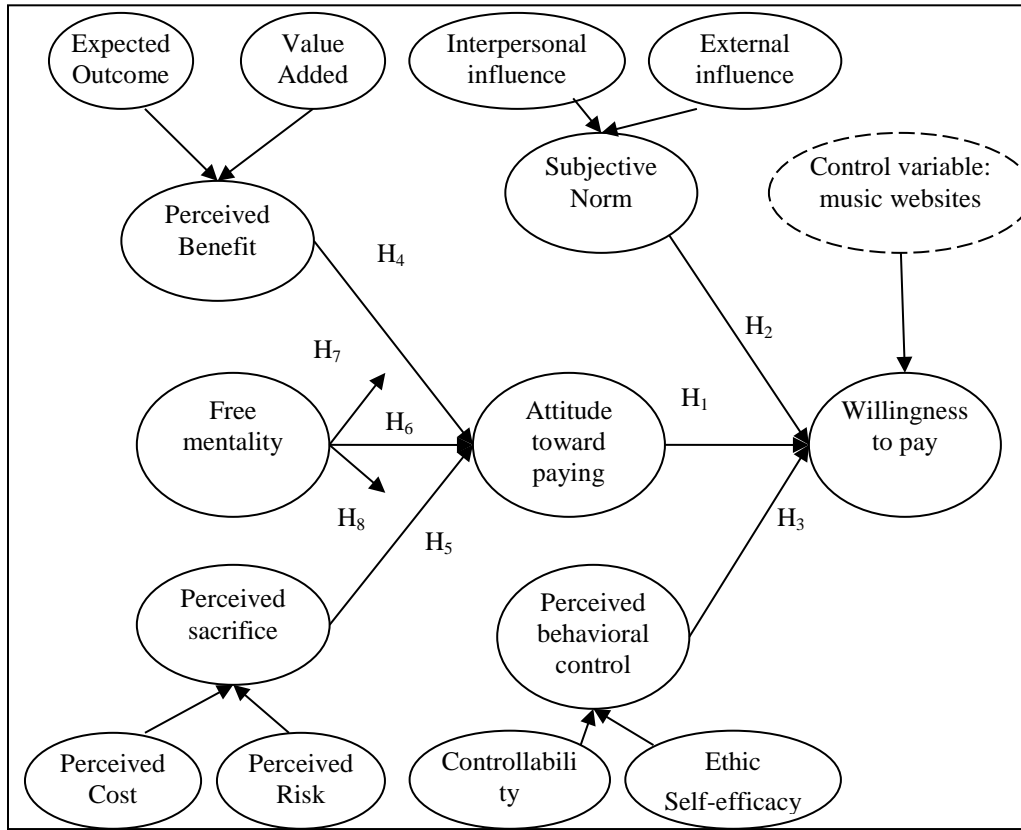 Expected
Outcome
Value
Added
Interpersonal
influence
External
influence
Subjective
Norm
Control variable:
music websites
Perceived
Benefit
H4
H2
H7
Free
mentality
H6
Attitude
toward
paying
H1
Willingness
to pay
H8
H5
H3
Perceived
sacrifice
Perceived
behavioral
control
Perceived
Cost
Perceived
Risk
Controllabili
ty
Ethic
Self-efficacy